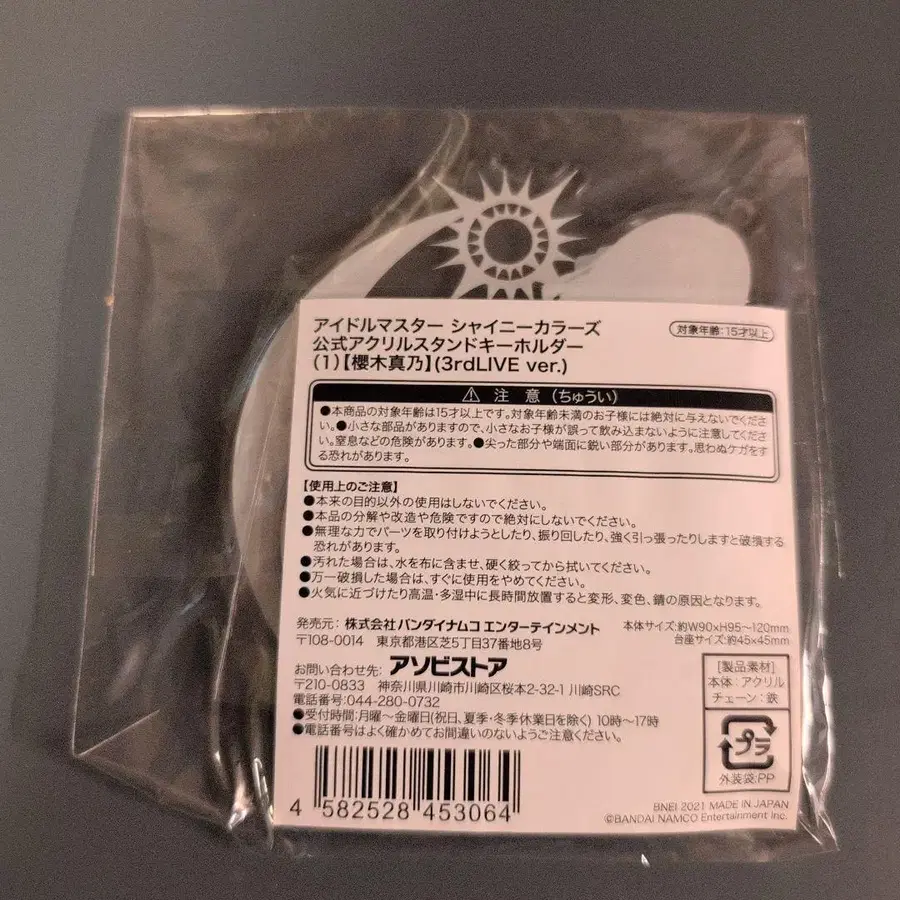 アイドルマスター シャイニーカラーズ
公式アクリルスタンドキーホルダー
(1)【櫻木真乃】(3rdLIVE ver.)
対象年齢:15才以上
⚠ 注 意 (ちゅうい)
●本商品の対象年齢は15才以上です。対象年齢未満のお子様には絶対に与えないでくださ
い。●小さな部品がありますので、小さなお子様が誤って飲み込まないように注意してくださ
い。窒息などの危険があります。●尖った部分や端面に鋭い部分があります。思わぬケガをす
る恐れがあります。
【使用上のご注意】
●本来の目的以外の使用はしないでください。
●本品の分解や改造や危険ですので絶対にしないでください。
●無理な力でパーツを取り付けようとしたり、振り回したり、強く引っ張ったりしますと破損する
恐れがあります。
●汚れた場合は、水を布に含ませ、硬く絞ってから拭いてください。
●万一破損した場合は、すぐに使用をやめてください。
●火気に近づけたり高温・多湿中に長時間放置すると変形、変色、錆の原因となります。
発売元: 株式会社 バンダイナムコ エンターテインメント
〒108-0014 東京都港区芝5丁目37番地8号
本体サイズ:約W90×H95〜120mm
台座サイズ:約45×45mm
お問い合わせ先: アソビストア
〒210-0833 神奈川県川崎市川崎区桜本2-32-1 川崎SRC
電話番号:044-280-0732
●受付時間:月曜〜金曜日(祝日、夏季・冬季休業日を除く) 10時〜17時
●電話番号はよく確かめてお間違いのないようご注意ください。
[製品素材]
本体:アクリル
チェーン:鉄
プラ
外装袋:PP
4 582528 453064
BNEI 2021 MADE IN JAPAN
©BANDAI NAMCO Entertainment Inc.